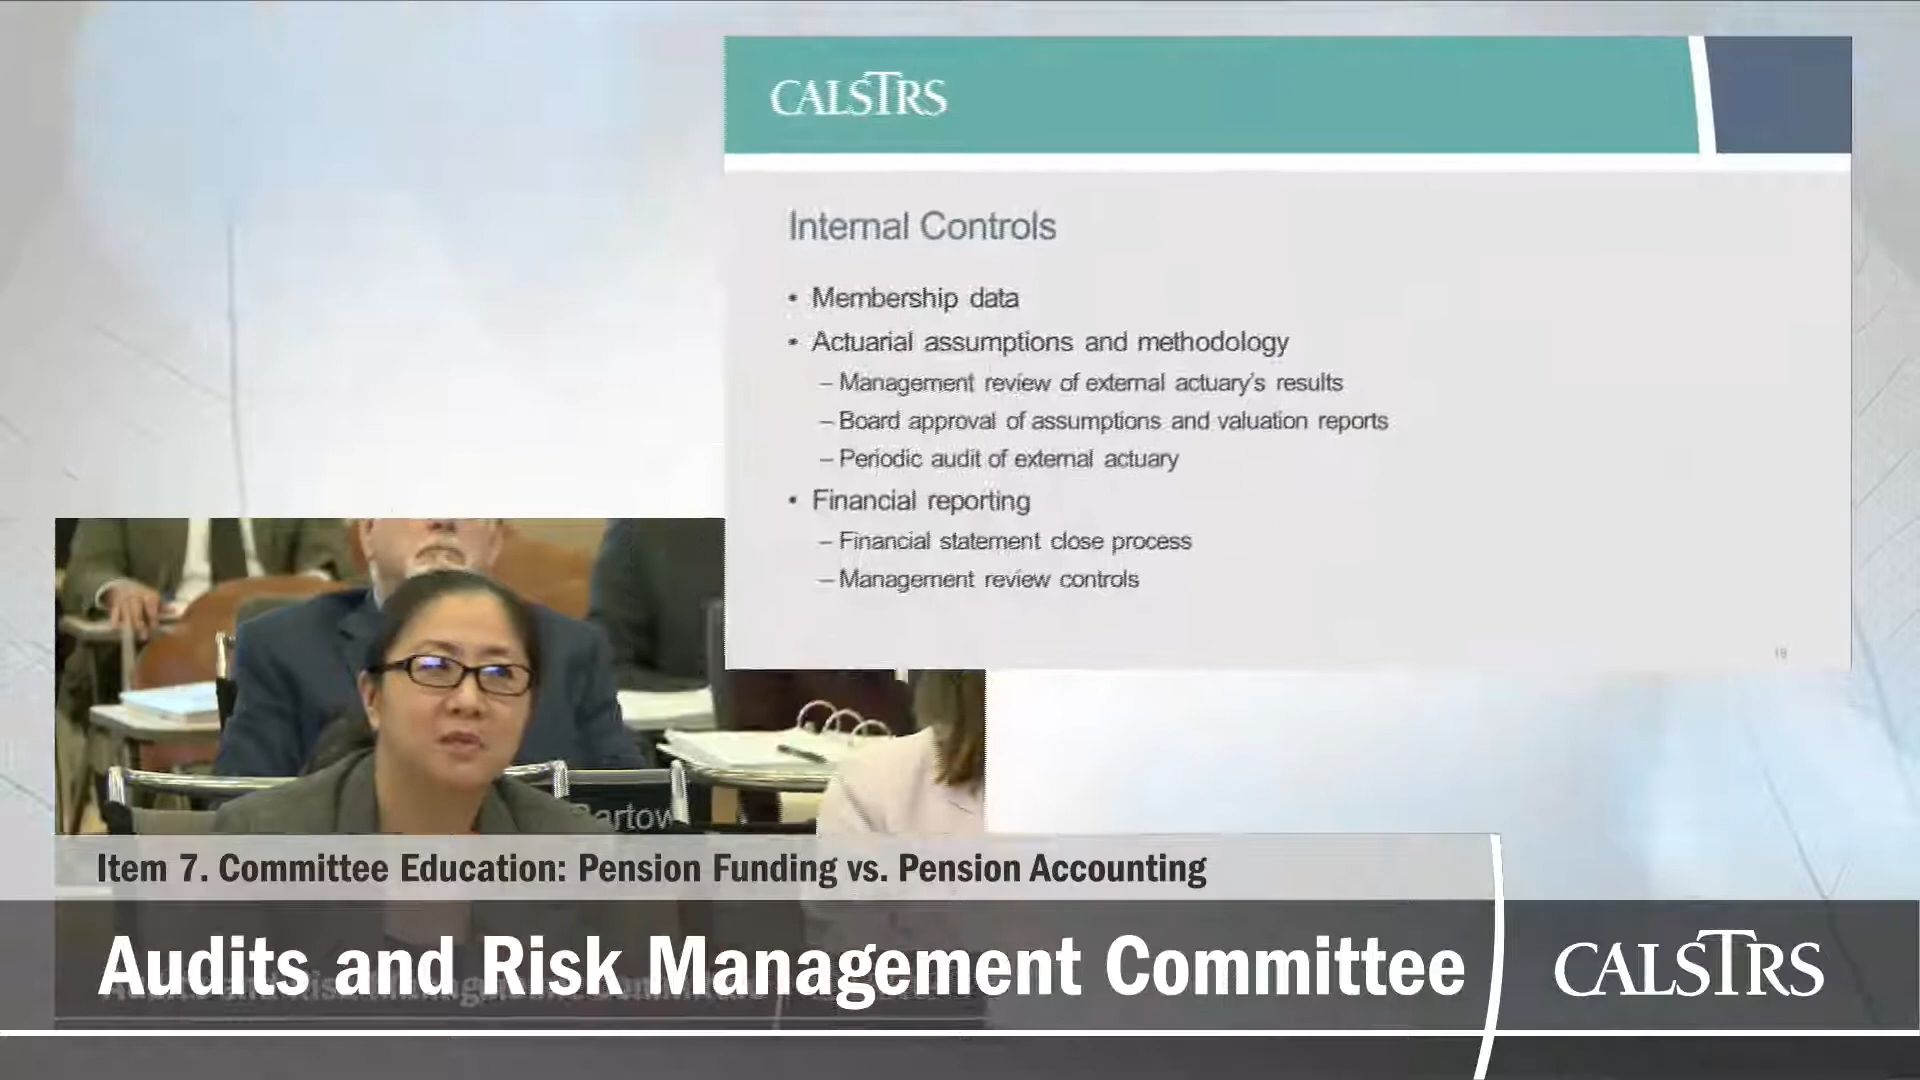 CALSTRS
Internal Controls
• Membership data
• Actuarial assumptions and methodology
– Management review of external actuary's results
– Board approval of assumptions and valuation reports
– Periodic audit of external actuary
• Financial reporting
– Financial statement close process
– Management review controls
Bartow
Item 7. Committee Education: Pension Funding vs. Pension Accounting
Audits and Risk Management Committee
CALSTRS